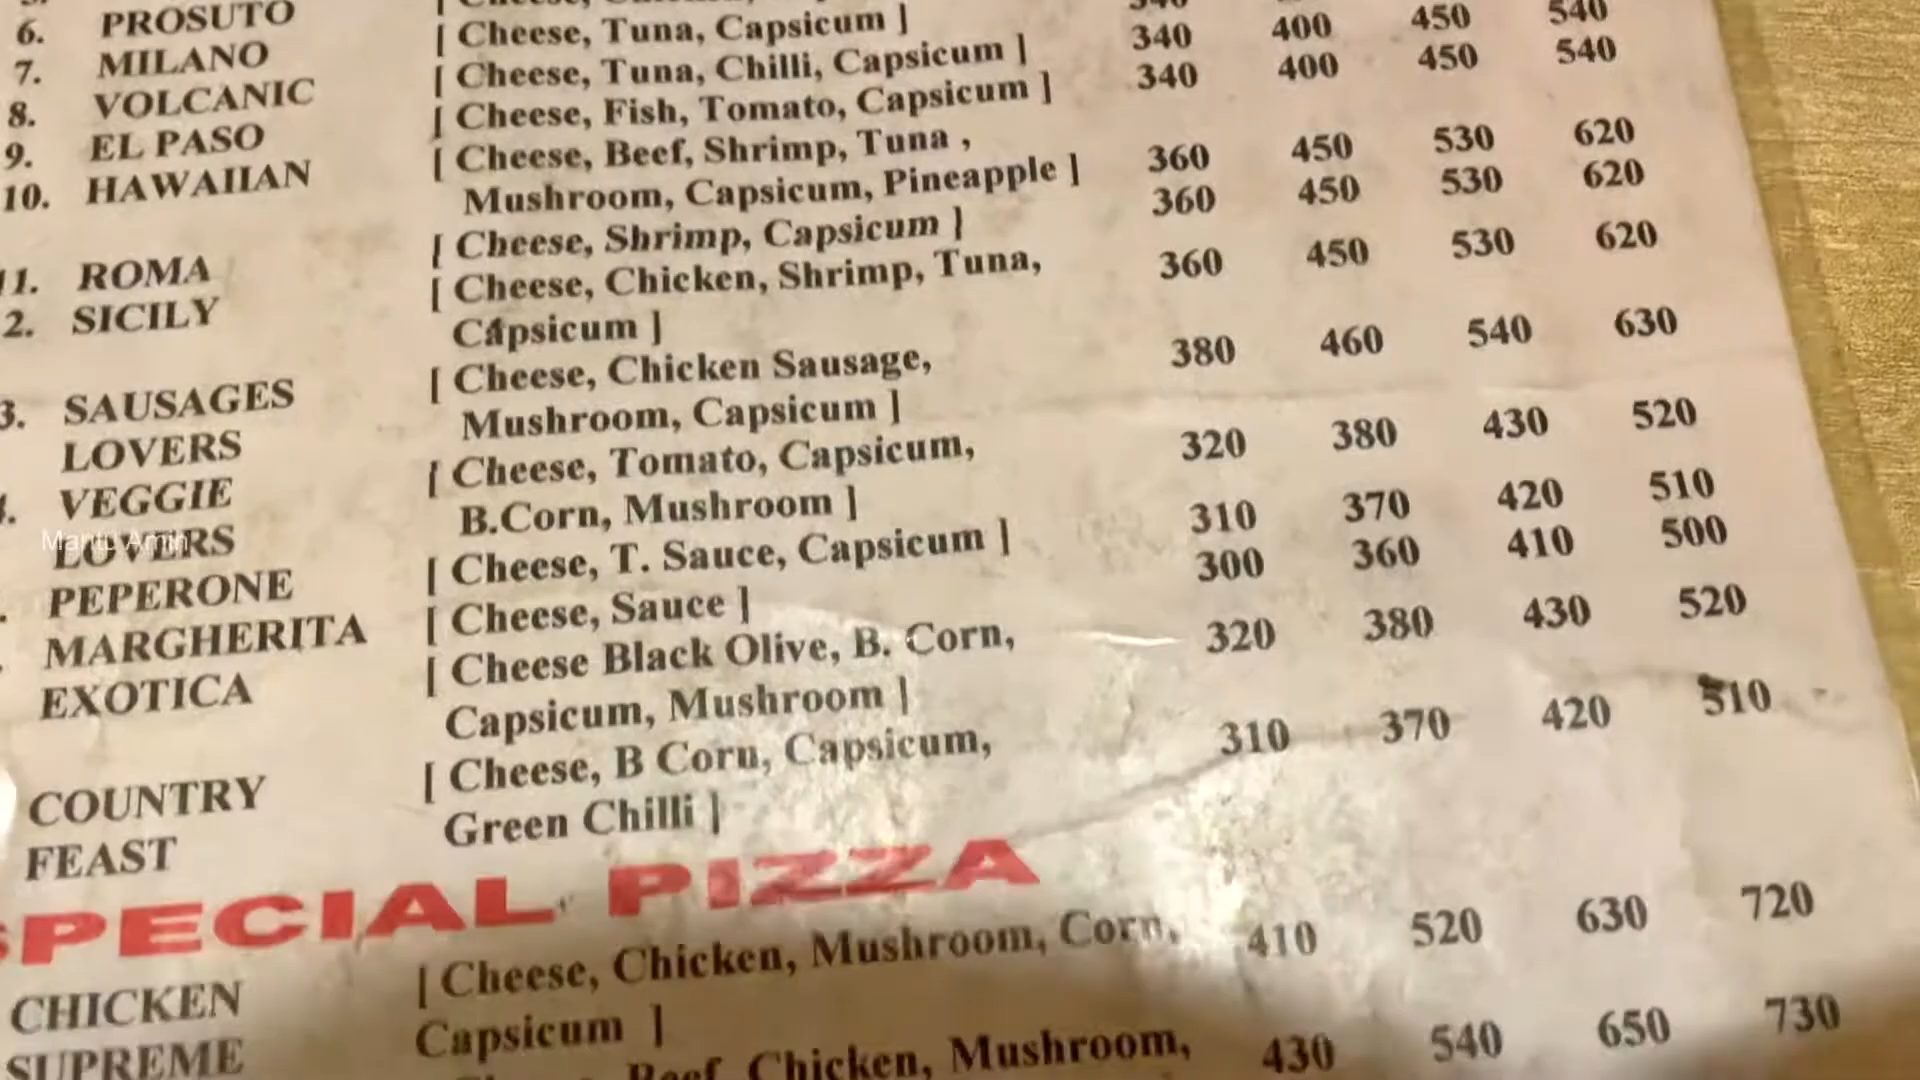 6. PROSUTO
7. MILANO [ Cheese, Tuna, Capsicum ]
8. VOLCANIC [ Cheese, Tuna, Chilli, Capsicum ] 340 400 450 540
9. EL PASO [ Cheese, Fish, Tomato, Capsicum ] 340 400 450 540
10. HAWAIIAN [ Cheese, Beef, Shrimp, Tuna , 360 450 530 620
Mushroom, Capsicum, Pineapple ]
11. ROMA [ Cheese, Shrimp, Capsicum ] 360 450 530 620
2. SICILY [ Cheese, Chicken, Shrimp, Tuna, 360 450 530 620
Capsicum ]
3. SAUSAGES [ Cheese, Chicken Sausage, 380 460 540 630
LOVERS Mushroom, Capsicum ]
VEGGIE [ Cheese, Tomato, Capsicum, 320 380 430 520
LOVERS B.Corn, Mushroom ]
PEPERONE [ Cheese, T. Sauce, Capsicum ] 310 370 420 510
MARGHERITA [ Cheese, Sauce ] 300 360 410 500
EXOTICA [ Cheese Black Olive, B. Corn, 320 380 430 520
Capsicum, Mushroom ]
COUNTRY [ Cheese, B Corn, Capsicum, 310 370 420 510
FEAST Green Chilli ]
SPECIAL PIZZA
CHICKEN [ Cheese, Chicken, Mushroom, Corn, 410 520 630 720
SUPREME Capsicum ]
Beef, Chicken, Mushroom, 430 540 650 730